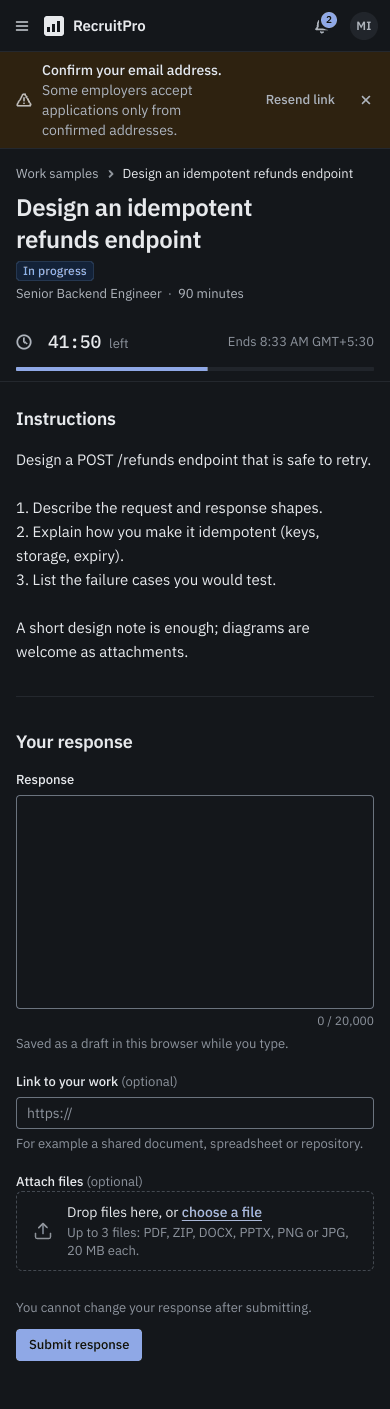 RecruitPro
2
MI
Confirm your email address.
Some employers accept
applications only from
confirmed addresses.
Resend link
Work samples
Design an idempotent refunds endpoint
Design an idempotent
refunds endpoint
In progress
Senior Backend Engineer · 90 minutes
41:50 left
Ends 8:33 AM GMT+5:30
Instructions
Design a POST /refunds endpoint that is safe to retry.
1. Describe the request and response shapes.
2. Explain how you make it idempotent (keys,
storage, expiry).
3. List the failure cases you would test.
A short design note is enough; diagrams are
welcome as attachments.
Your response
Response
0 / 20,000
Saved as a draft in this browser while you type.
Link to your work (optional)
https://
For example a shared document, spreadsheet or repository.
Attach files (optional)
Drop files here, or choose a file
Up to 3 files: PDF, ZIP, DOCX, PPTX, PNG or JPG,
20 MB each.
You cannot change your response after submitting.
Submit response